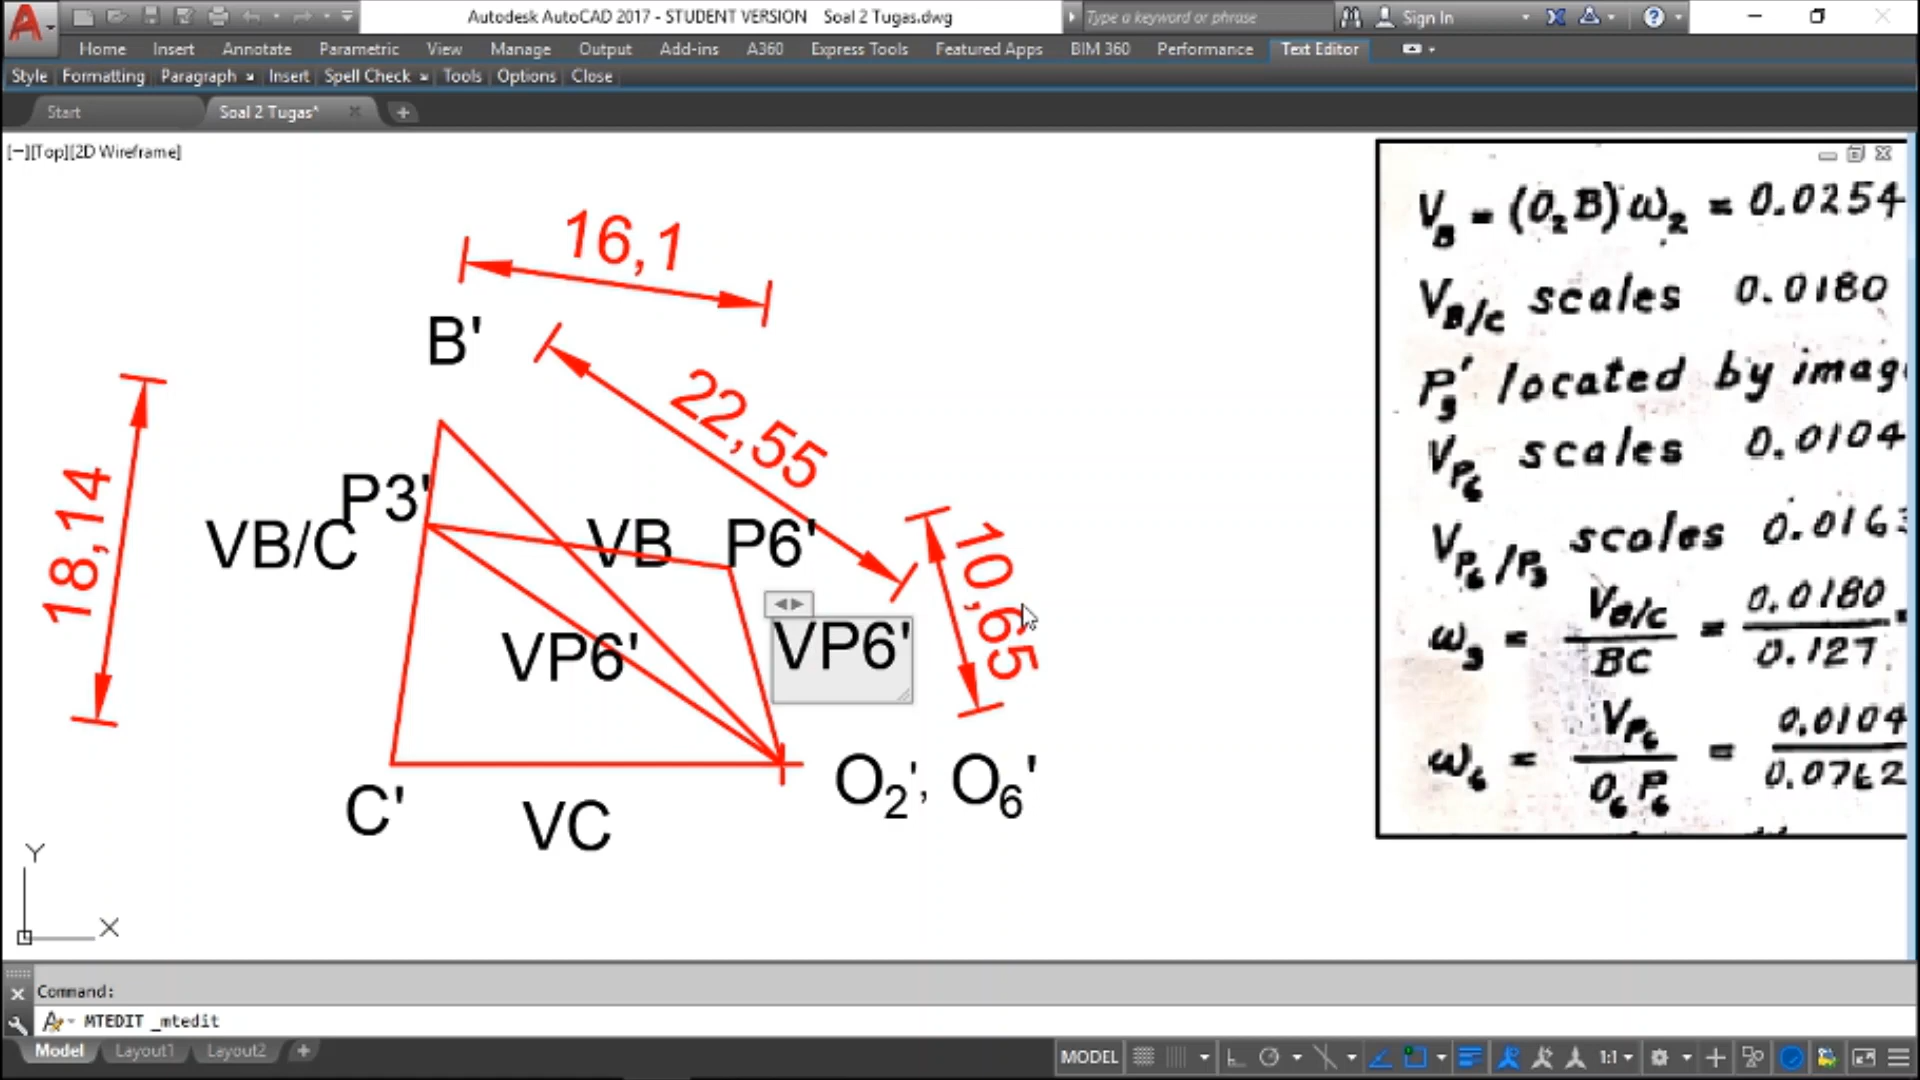 Autodesk AutoCAD 2017 - STUDENT VERSION Soal 2 Tugas.dwg
Type a keyword or phrase
Sign In
Home Insert Annotate Parametric View Manage Output Add-ins A360 Express Tools Featured Apps BIM 360 Performance Text Editor
Style Formatting Paragraph Insert Spell Check Tools Options Close
Start Soal 2 Tugas*
[−][Top][2D Wireframe]
16,1
B'
22,55
18,14
P3'
VB/C
VB
P6'
10,65
VP6'
VP6'
C'
VC
O2', O6'
Y
X
VB = (O2B)ω2 = 0.0254
VB/C scales 0.0180
P3' located by imag
VP6 scales 0.0104
VP6/P3 scales 0.0163
ω3 = VB/C / BC = 0.0180 / 0.127
ω6 = VP6 / O6P6 = 0.0104 / 0.0762
Command:
MTEDIT _mtedit
Model Layout1 Layout2
MODEL 1:1